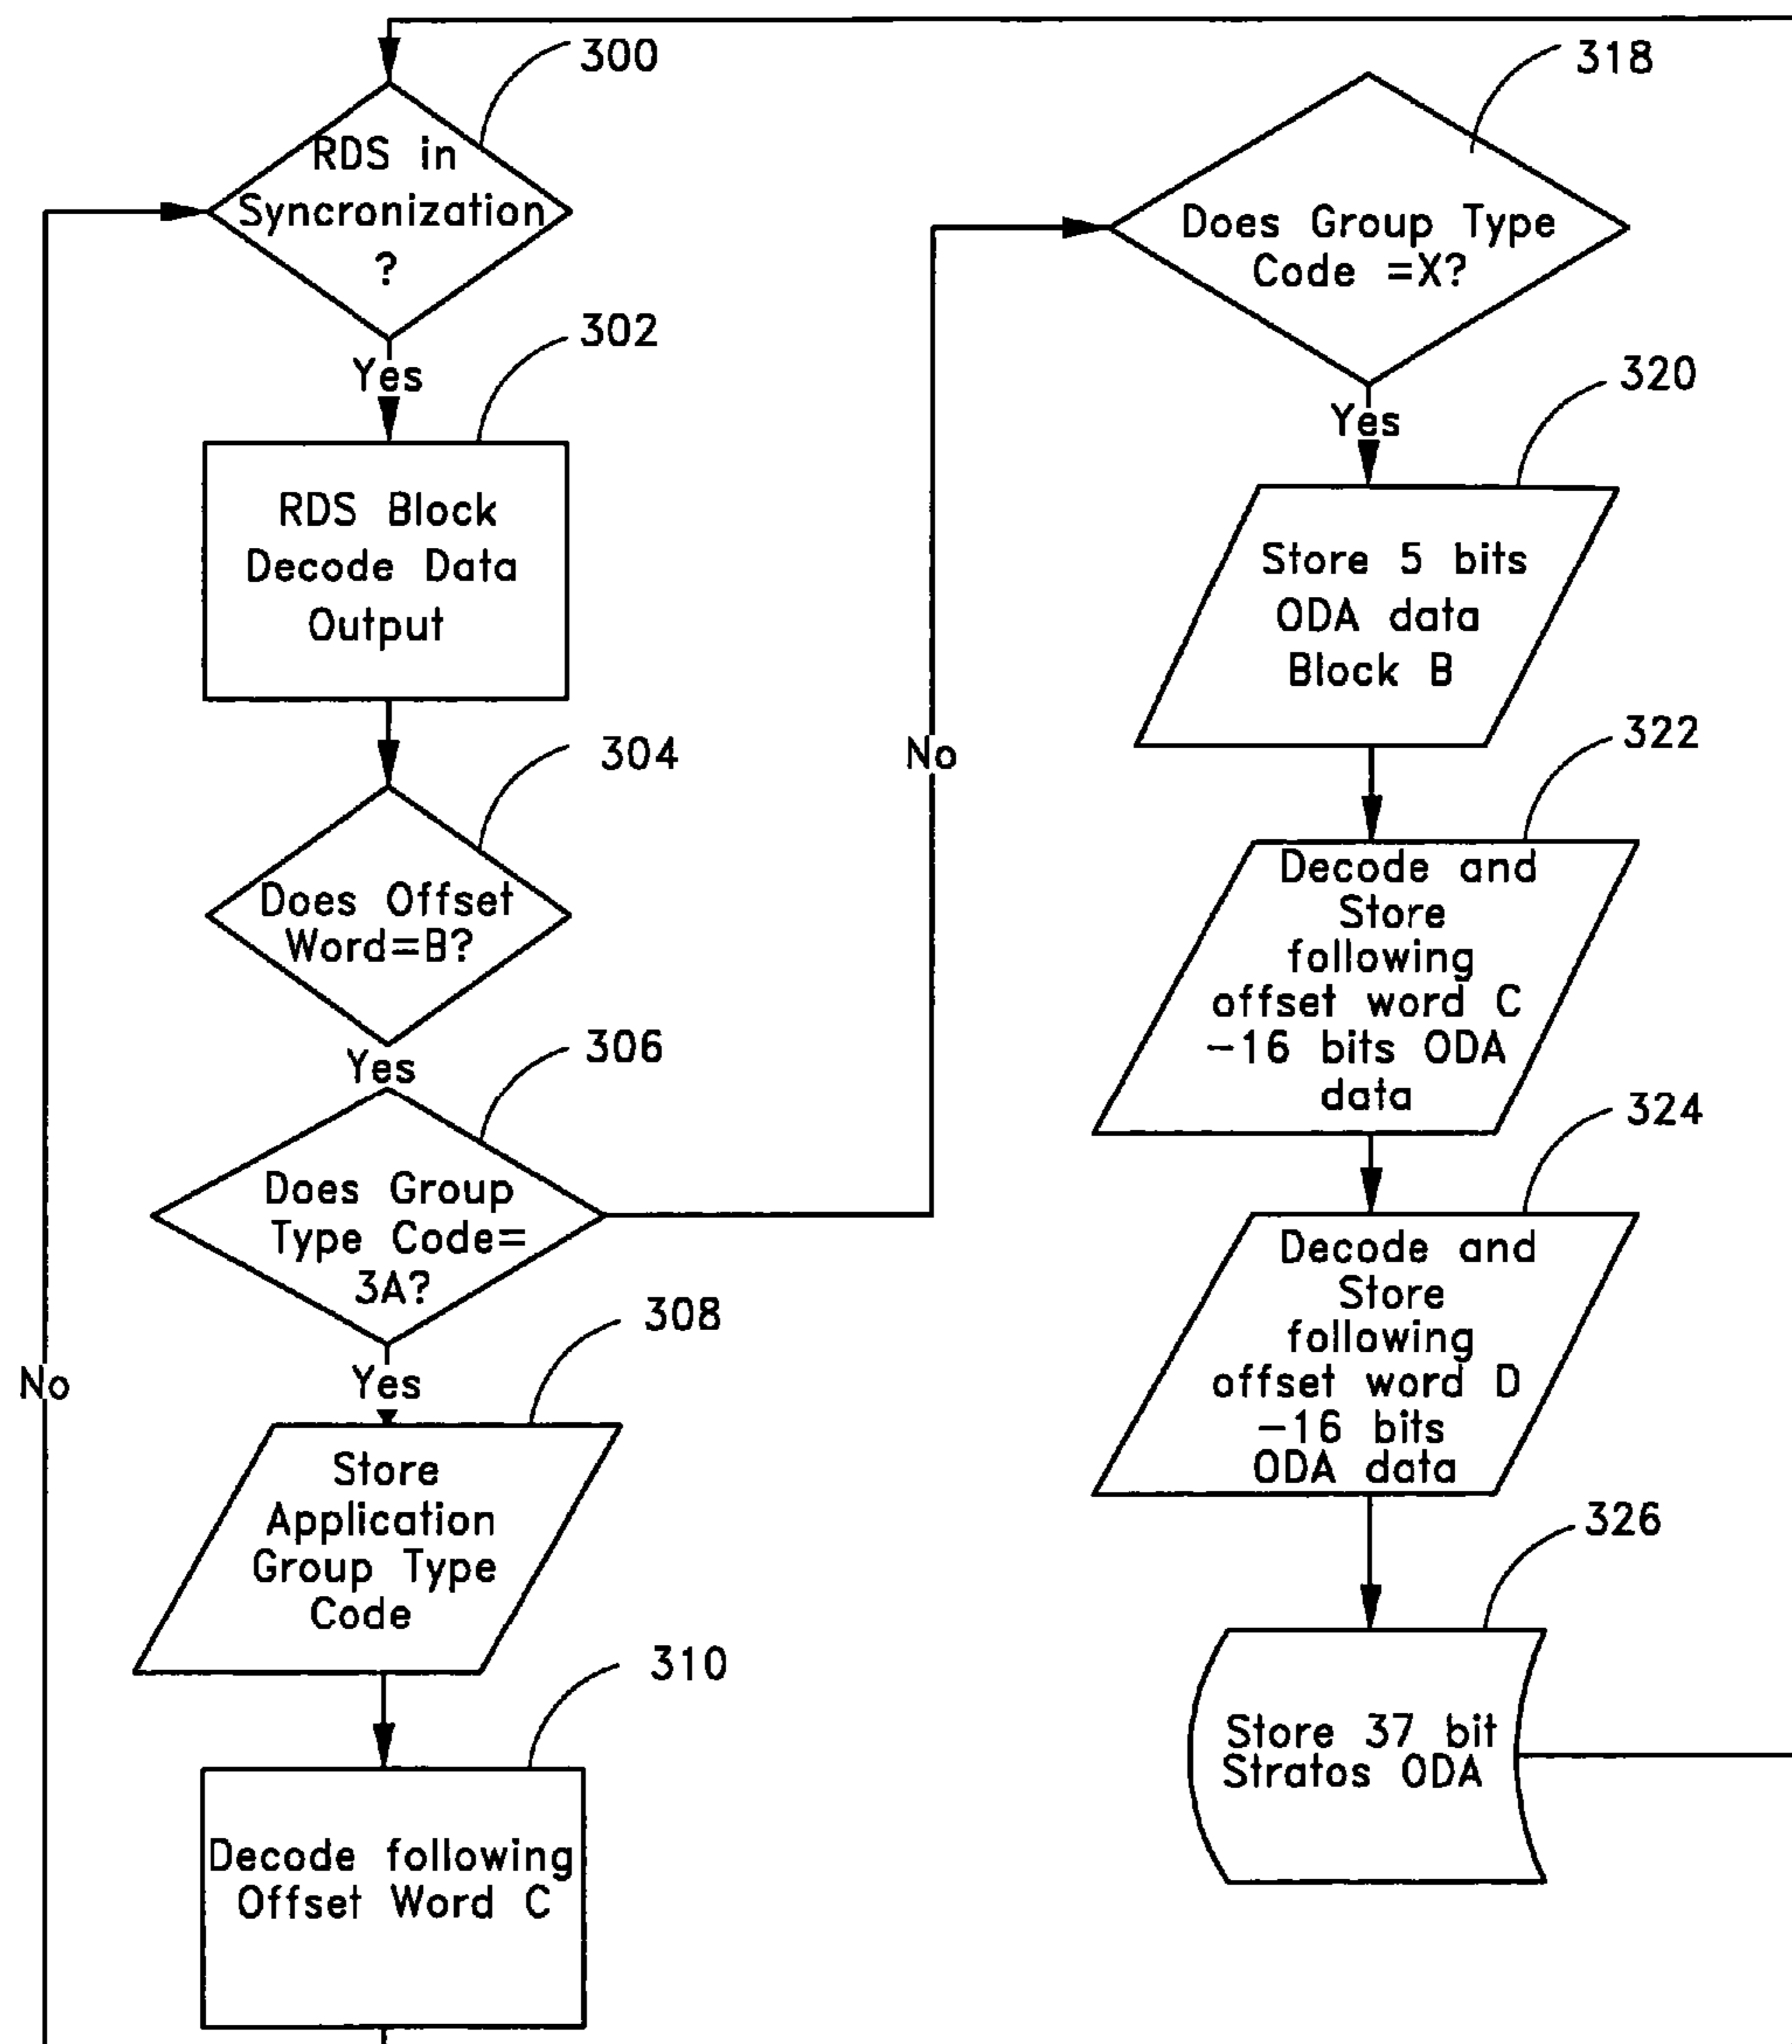 300
RDS in
Syncronization
?
Yes
302
RDS Block
Decode Data
Output
304
Does Offset
Word=B?
Yes
306
Does Group
Type Code=
3A?
No
Yes
308
Store
Application
Group Type
Code
310
Decode following
Offset Word C
No
318
Does Group Type
Code =X?
Yes
320
Store 5 bits
ODA data
Block B
322
Decode and
Store
following
offset word C
-16 bits ODA
data
324
Decode and
Store
following
offset word D
-16 bits
ODA data
326
Store 37 bit
Stratos ODA